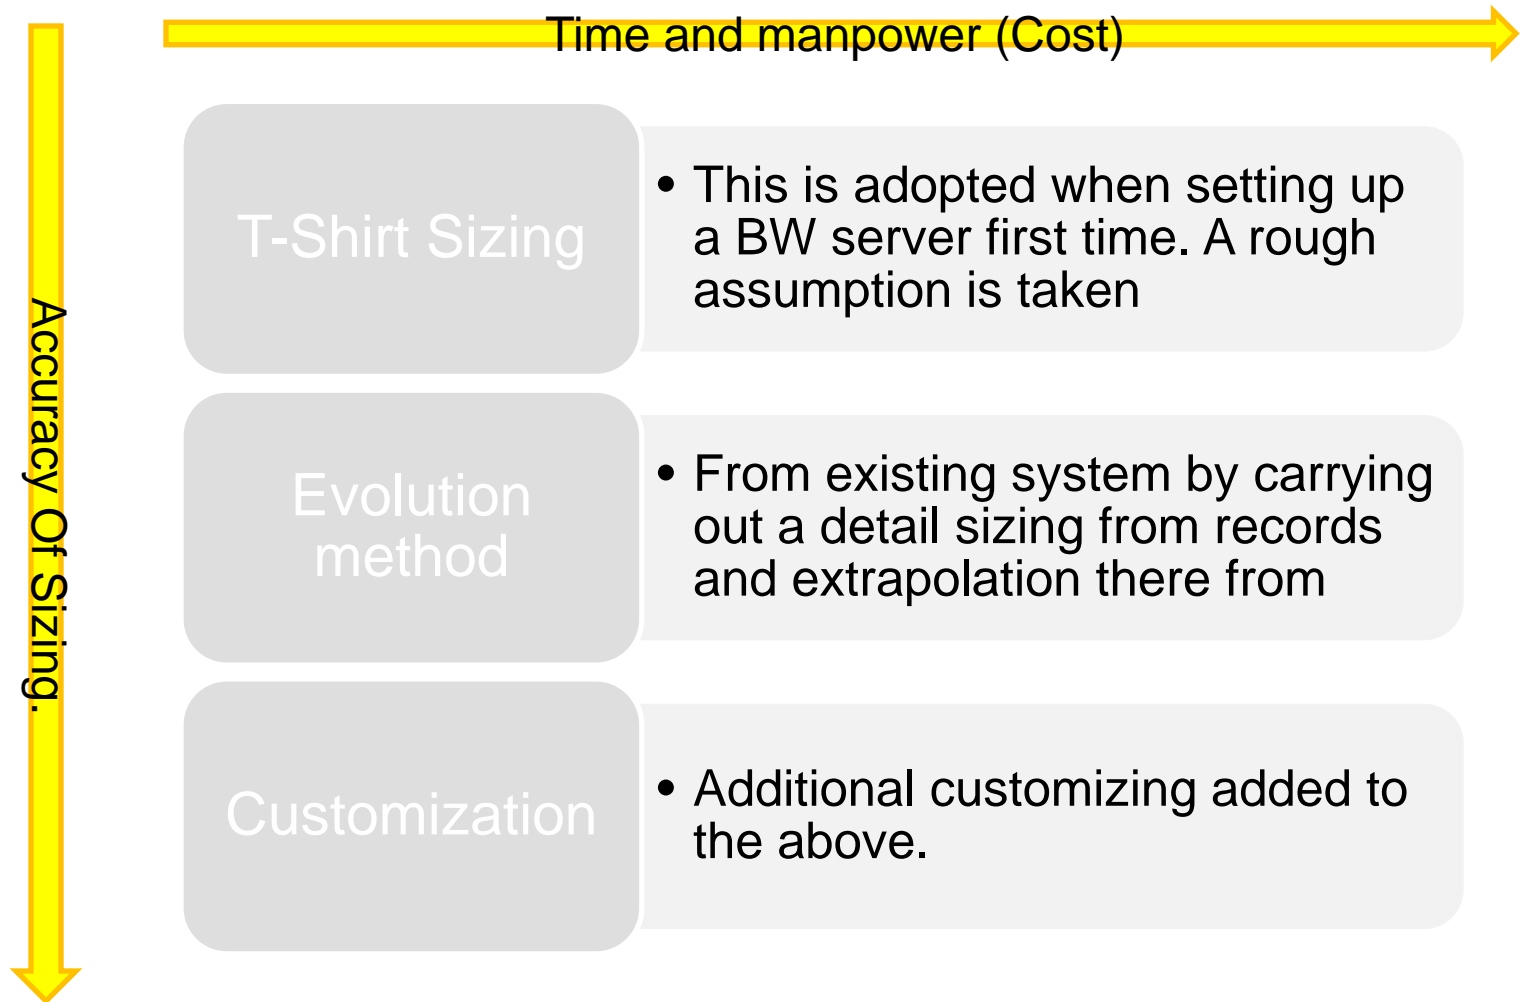 Time and manpower (Cost)
Accuracy Of Sizing.
T-Shirt Sizing
• This is adopted when setting up
a BW server first time. A rough
assumption is taken
Evolution
method
• From existing system by carrying
out a detail sizing from records
and extrapolation there from
Customization
• Additional customizing added to
the above.